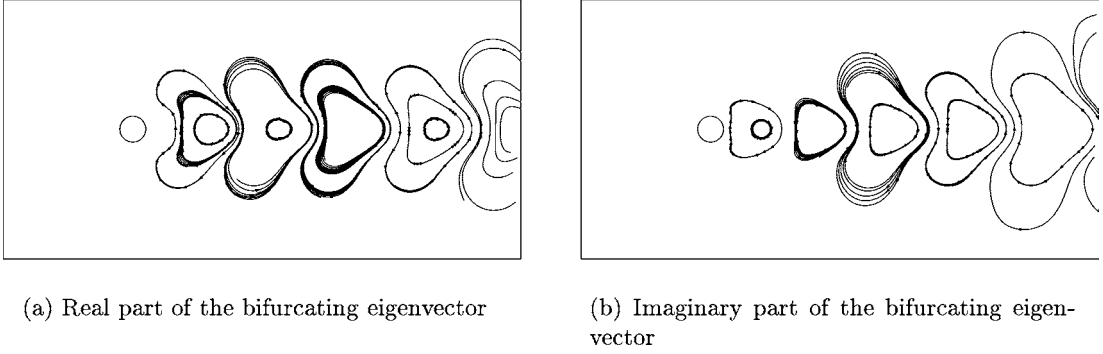 (a) Real part of the bifurcating eigenvector
(b) Imaginary part of the bifurcating eigen-
vector